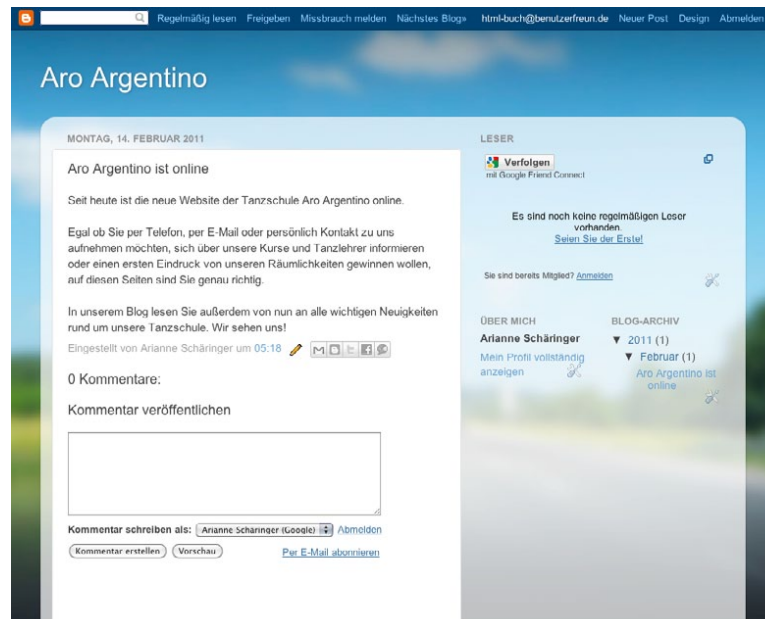 Regelmäßig lesen Freigeben Missbrauch melden Nächstes Blog» html-buch@benutzerfreun.de Neuer Post Design Abmelden
Aro Argentino
MONTAG, 14. FEBRUAR 2011
Aro Argentino ist online
Seit heute ist die neue Website der Tanzschule Aro Argentino online.
Egal ob Sie per Telefon, per E-Mail oder persönlich Kontakt zu uns
aufnehmen möchten, sich über unsere Kurse und Tanzlehrer informieren
oder einen ersten Eindruck von unseren Räumlichkeiten gewinnen wollen,
auf diesen Seiten sind Sie genau richtig.
In unserem Blog lesen Sie außerdem von nun an alle wichtigen Neuigkeiten
rund um unsere Tanzschule. Wir sehen uns!
Eingestellt von Arianne Schäringer um 05:18
0 Kommentare:
Kommentar veröffentlichen
Kommentar schreiben als: Arianne Schäringer (Google) Abmelden
Kommentar erstellen Vorschau Per E-Mail abonnieren
LESER
Verfolgen
mit Google Friend Connect
Es sind noch keine regelmäßigen Leser
vorhanden.
Seien Sie der Erste!
Sie sind bereits Mitglied? Anmelden
ÜBER MICH
Arianne Schäringer
Mein Profil vollständig
anzeigen
BLOG-ARCHIV
▼ 2011 (1)
▼ Februar (1)
Aro Argentino ist
online